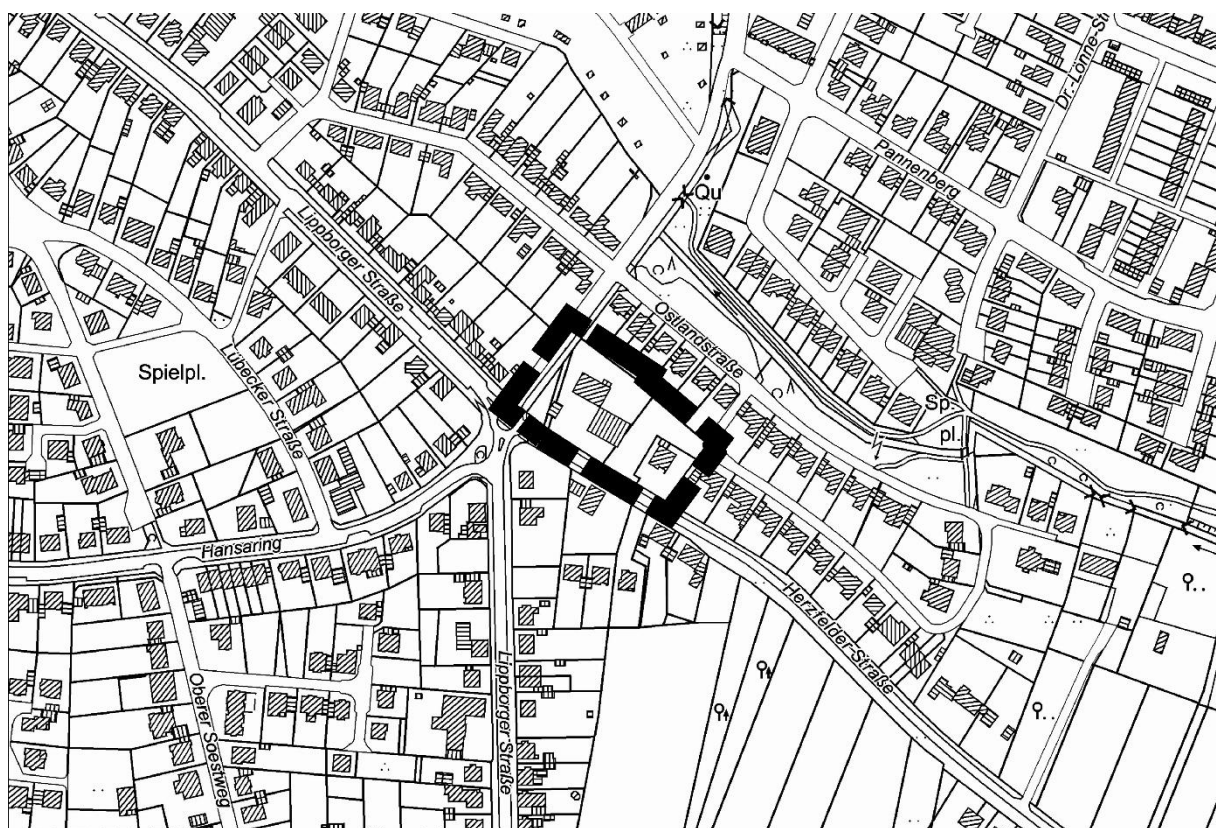 Dr.-Lönne-Str
Pannenberg
Qu
Lippborger Straße
Ostlandstraße
Spielpl.
Lübecker Straße
Sp.
pl.
Hansaring
Herzfelder Straße
Lippborger Straße
Oberer Soestweg